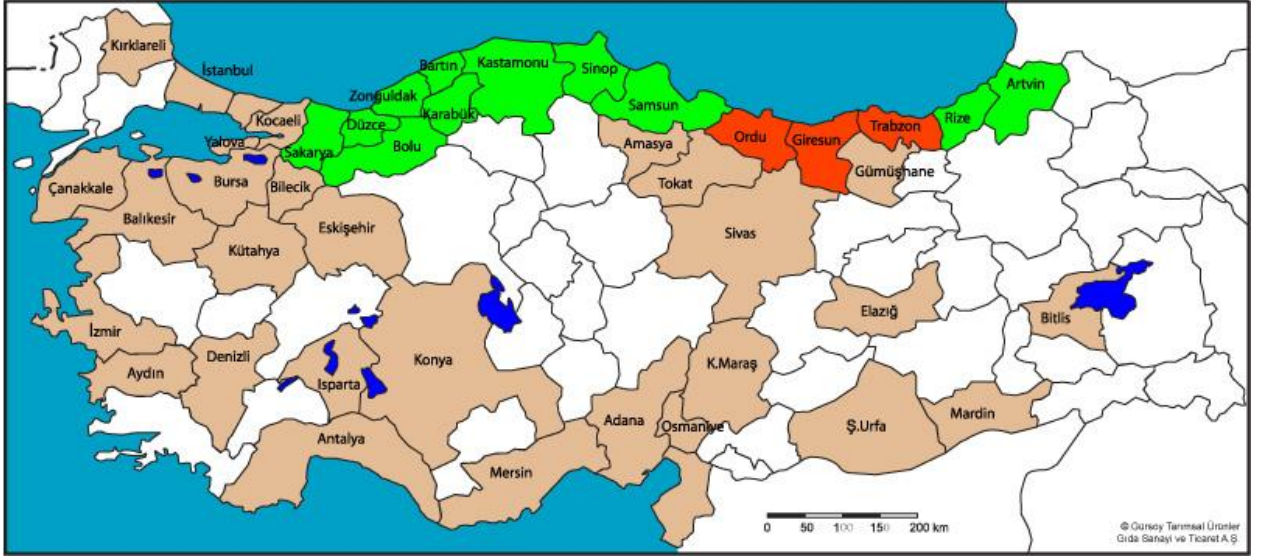 Kırklareli
İstanbul
Kocaeli
Yalova
Sakarya
Düzce
Zonguldak
Bartın
Karabük
Bolu
Kastamonu
Sinop
Samsun
Ordu
Giresun
Trabzon
Rize
Artvin
Amasya
Tokat
Gümüşhane
Çanakkale
Bursa
Bilecik
Balıkesir
Eskişehir
Kütahya
Sivas
Elazığ
Bitlis
İzmir
Aydın
Denizli
Isparta
Konya
K.Maraş
Adana
Osmaniye
Ş.Urfa
Mardin
Antalya
Mersin
0 50 100 150 200 km
© Gürsoy Tarımsal Ürünler
Gıda Sanayi ve Ticaret A.Ş.